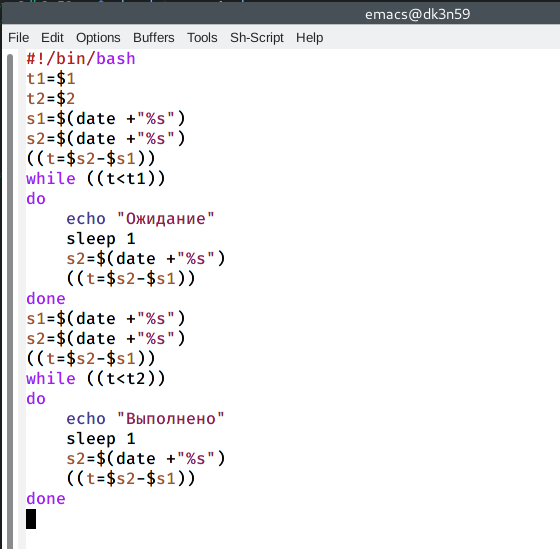 emacs@dk3n59
File Edit Options Buffers Tools Sh-Script Help
#!/bin/bash
t1=$1
t2=$2
s1=$(date +"%s")
s2=$(date +"%s")
((t=$s2-$s1))
while ((t<t1))
do
    echo "Ожидание"
    sleep 1
    s2=$(date +"%s")
    ((t=$s2-$s1))
done
s1=$(date +"%s")
s2=$(date +"%s")
((t=$s2-$s1))
while ((t<t2))
do
    echo "Выполнено"
    sleep 1
    s2=$(date +"%s")
    ((t=$s2-$s1))
done